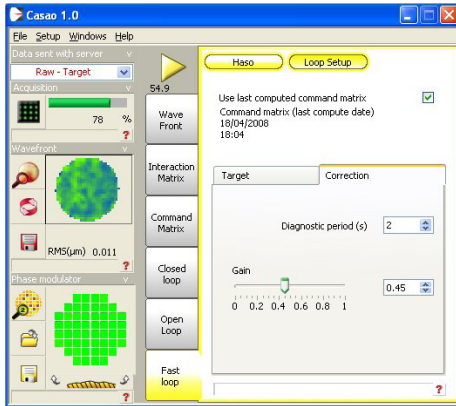 Casao 1.0
File Setup Windows Help
Data sent with server v
Raw - Target
Acquisition v
78 %
?
Wavefront v
RMS(µm) 0.011
?
Phase modulator v
2
?
54.9
Wave
Front
Interaction
Matrix
Command
Matrix
Closed
loop
Open
Loop
Fast
loop
Haso
Loop Setup
Use last computed command matrix
Command matrix (last compute date)
18/04/2008
18:04
Target
Correction
Diagnostic period (s) 2
Gain
0.45
0 0.2 0.4 0.6 0.8 1
?